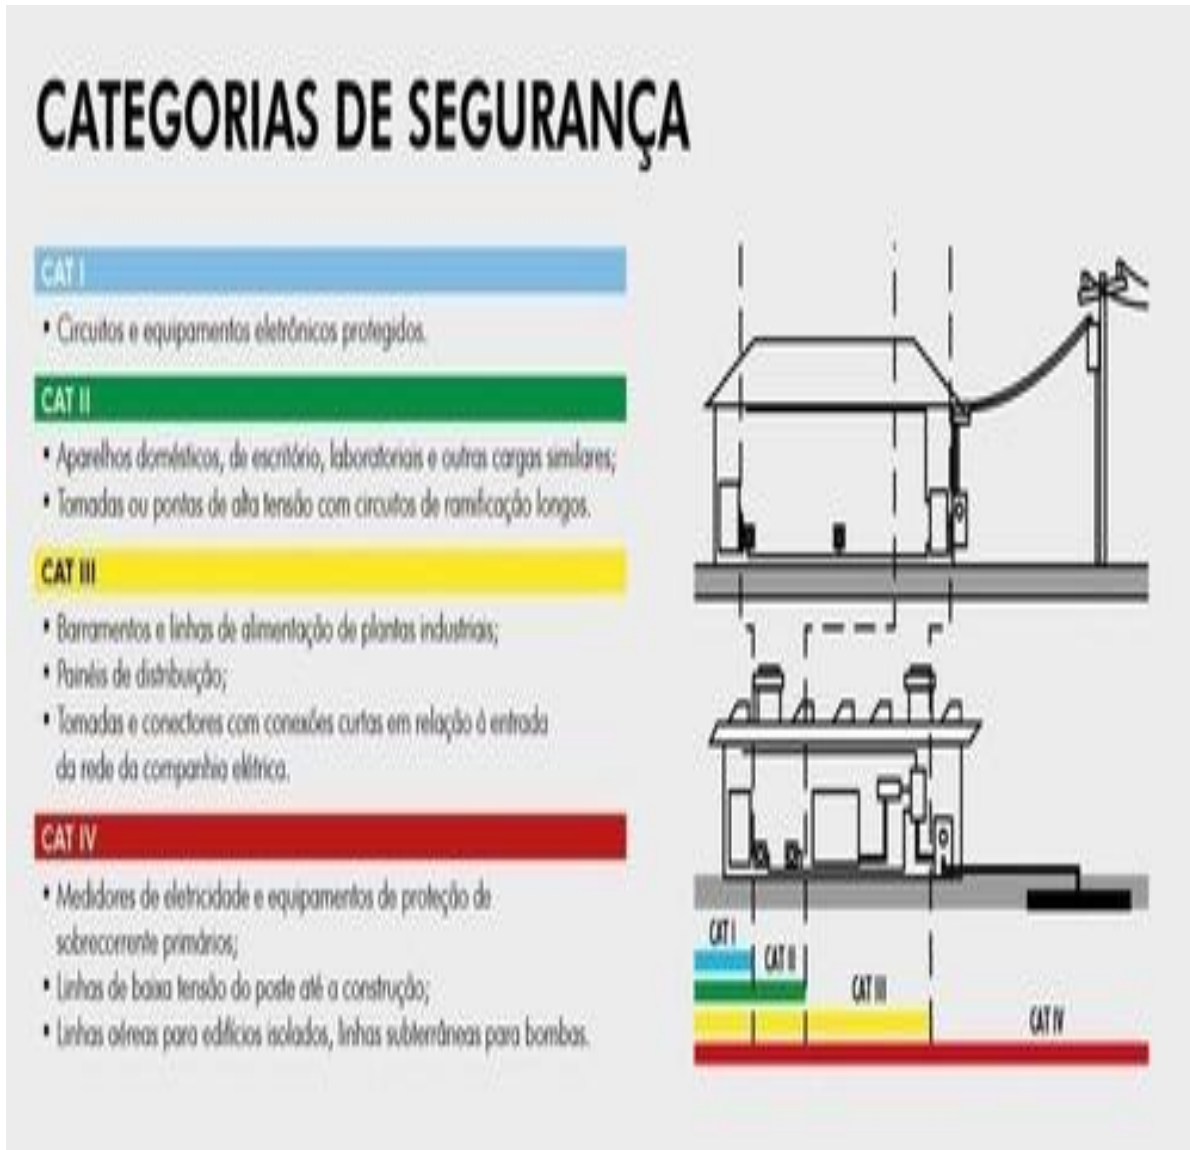 CATEGORIAS DE SEGURANÇA
CAT I
• Circuitos e equipamentos eletrônicos protegidos.
CAT II
• Aparelhos domésticos, de escritório, laboratoriais e outras cargas similares;
• Tomadas ou pontos de alta tensão com circuitos de ramificação longos.
CAT III
• Barramentos e linhas de alimentação de plantas industriais;
• Painéis de distribuição;
• Tomadas e conectores com conexões curtas em relação à entrada
da rede da companhia elétrica.
CAT IV
• Medidores de eletricidade e equipamentos de proteção de
sobrecorrente primários;
• Linhas de baixa tensão do poste até a construção;
• Linhas aéreas para edifícios isolados, linhas subterrâneas para bombas.
CAT I
CAT II
CAT III
CAT IV